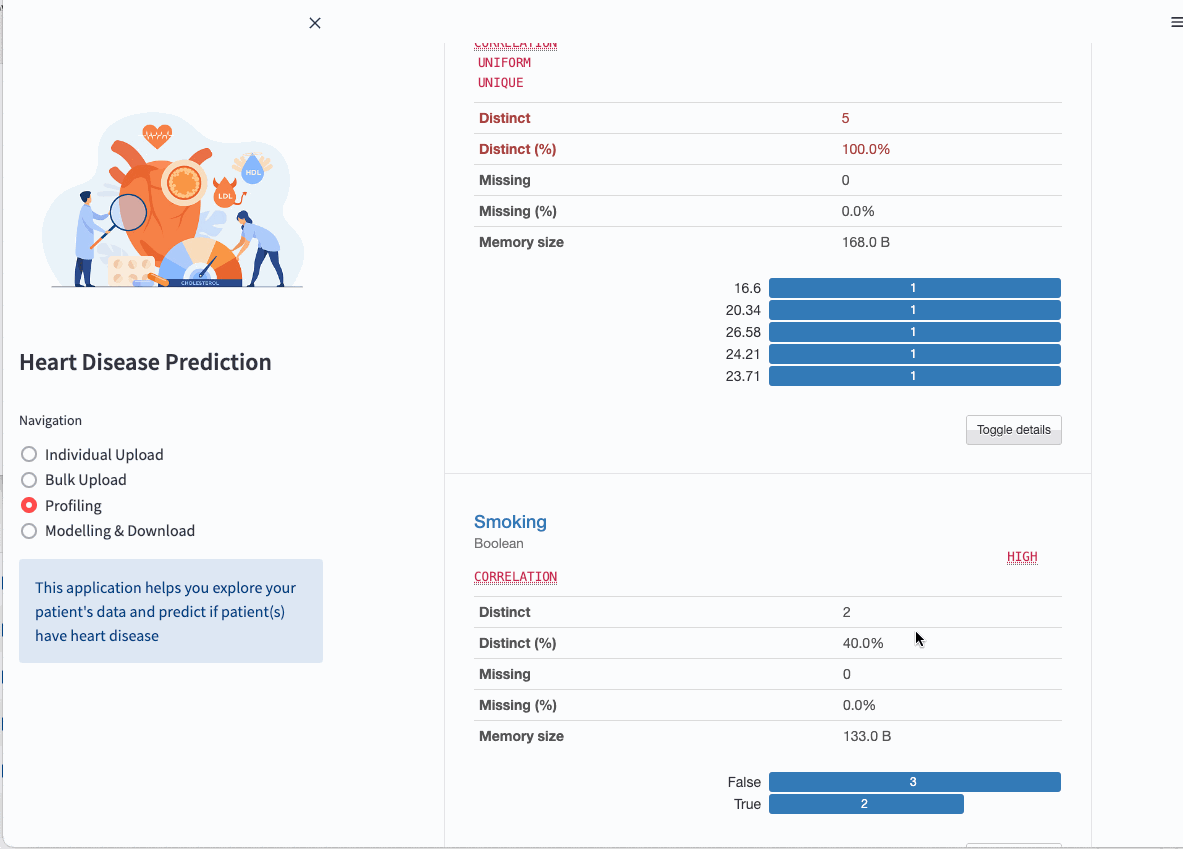 HDL
LDL
CHOLESTEROL
Heart Disease Prediction
Navigation
Individual Upload
Bulk Upload
Profiling
Modelling & Download
This application helps you explore your
patient's data and predict if patient(s)
have heart disease
CORRELATION
UNIFORM
UNIQUE
Distinct 5
Distinct (%) 100.0%
Missing 0
Missing (%) 0.0%
Memory size 168.0 B
16.6 1
20.34 1
26.58 1
24.21 1
23.71 1
Toggle details
Smoking
Boolean
HIGH
CORRELATION
Distinct 2
Distinct (%) 40.0%
Missing 0
Missing (%) 0.0%
Memory size 133.0 B
False 3
True 2